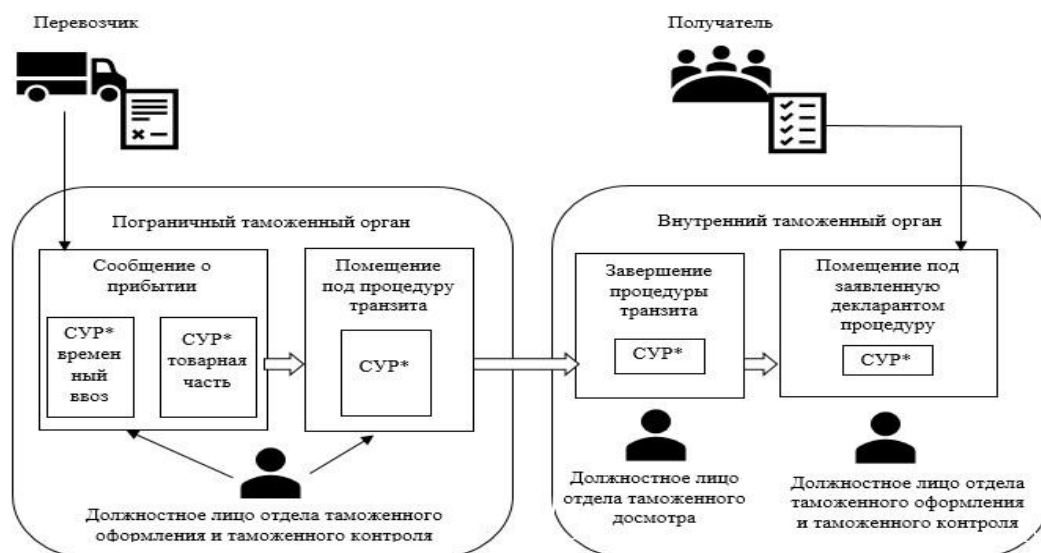 Перевозчик
Получатель
Пограничный таможенный орган
Сообщение о
прибытии
СУР*
времен
ный
ввоз
СУР*
товарная
часть
Помещение
под процедуру
транзита
СУР*
Должностное лицо отдела таможенного
оформления и таможенного контроля
Внутренний таможенный орган
Завершение
процедуры
транзита
СУР*
Помещение под
заявленную
декларантом
процедуру
СУР*
Должностное лицо
отдела таможенного
досмотра
Должностное лицо отдела
таможенного оформления
и таможенного контроля